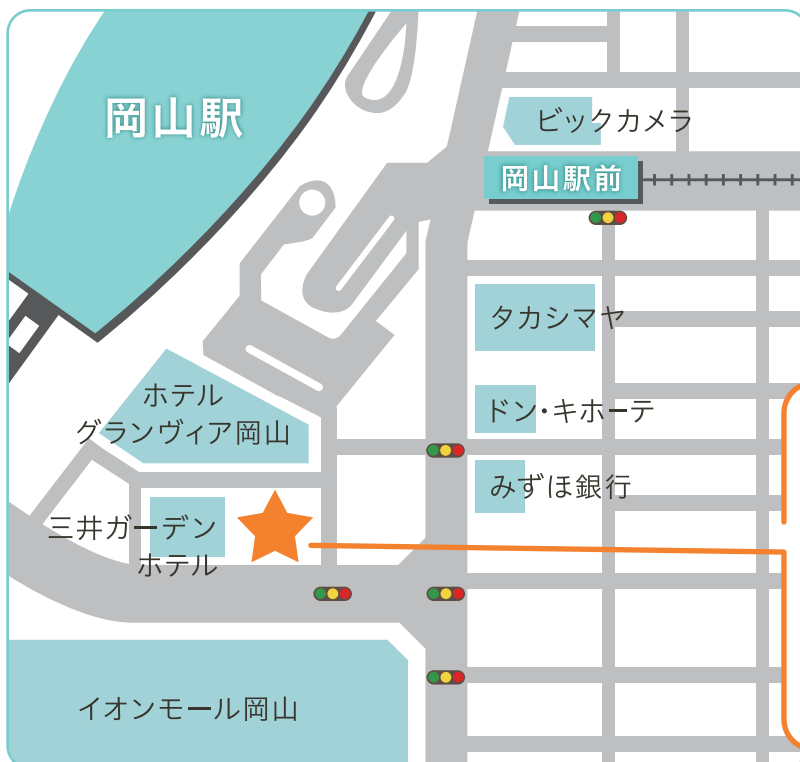 岡山駅
ビックカメラ
岡山駅前
タカシマヤ
ホテル
グランヴィア岡山
ドン・キホーテ
みずほ銀行
三井ガーデン
ホテル
イオンモール岡山